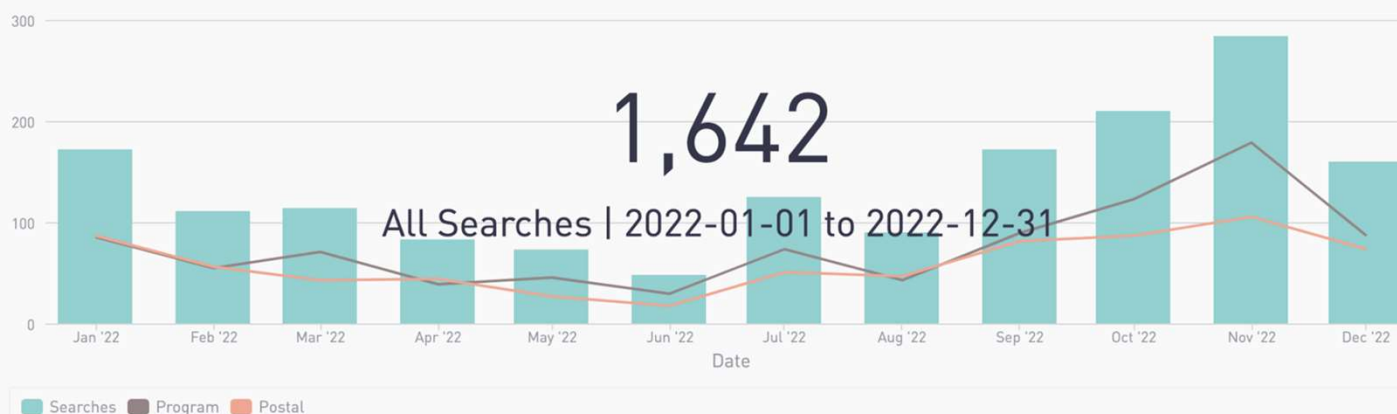 300
200
100
0
1,642
All Searches | 2022-01-01 to 2022-12-31
Jan '22 Feb '22 Mar '22 Apr '22 May '22 Jun '22 Jul '22 Aug '22 Sep '22 Oct '22 Nov '22 Dec '22
Date
Searches Program Postal